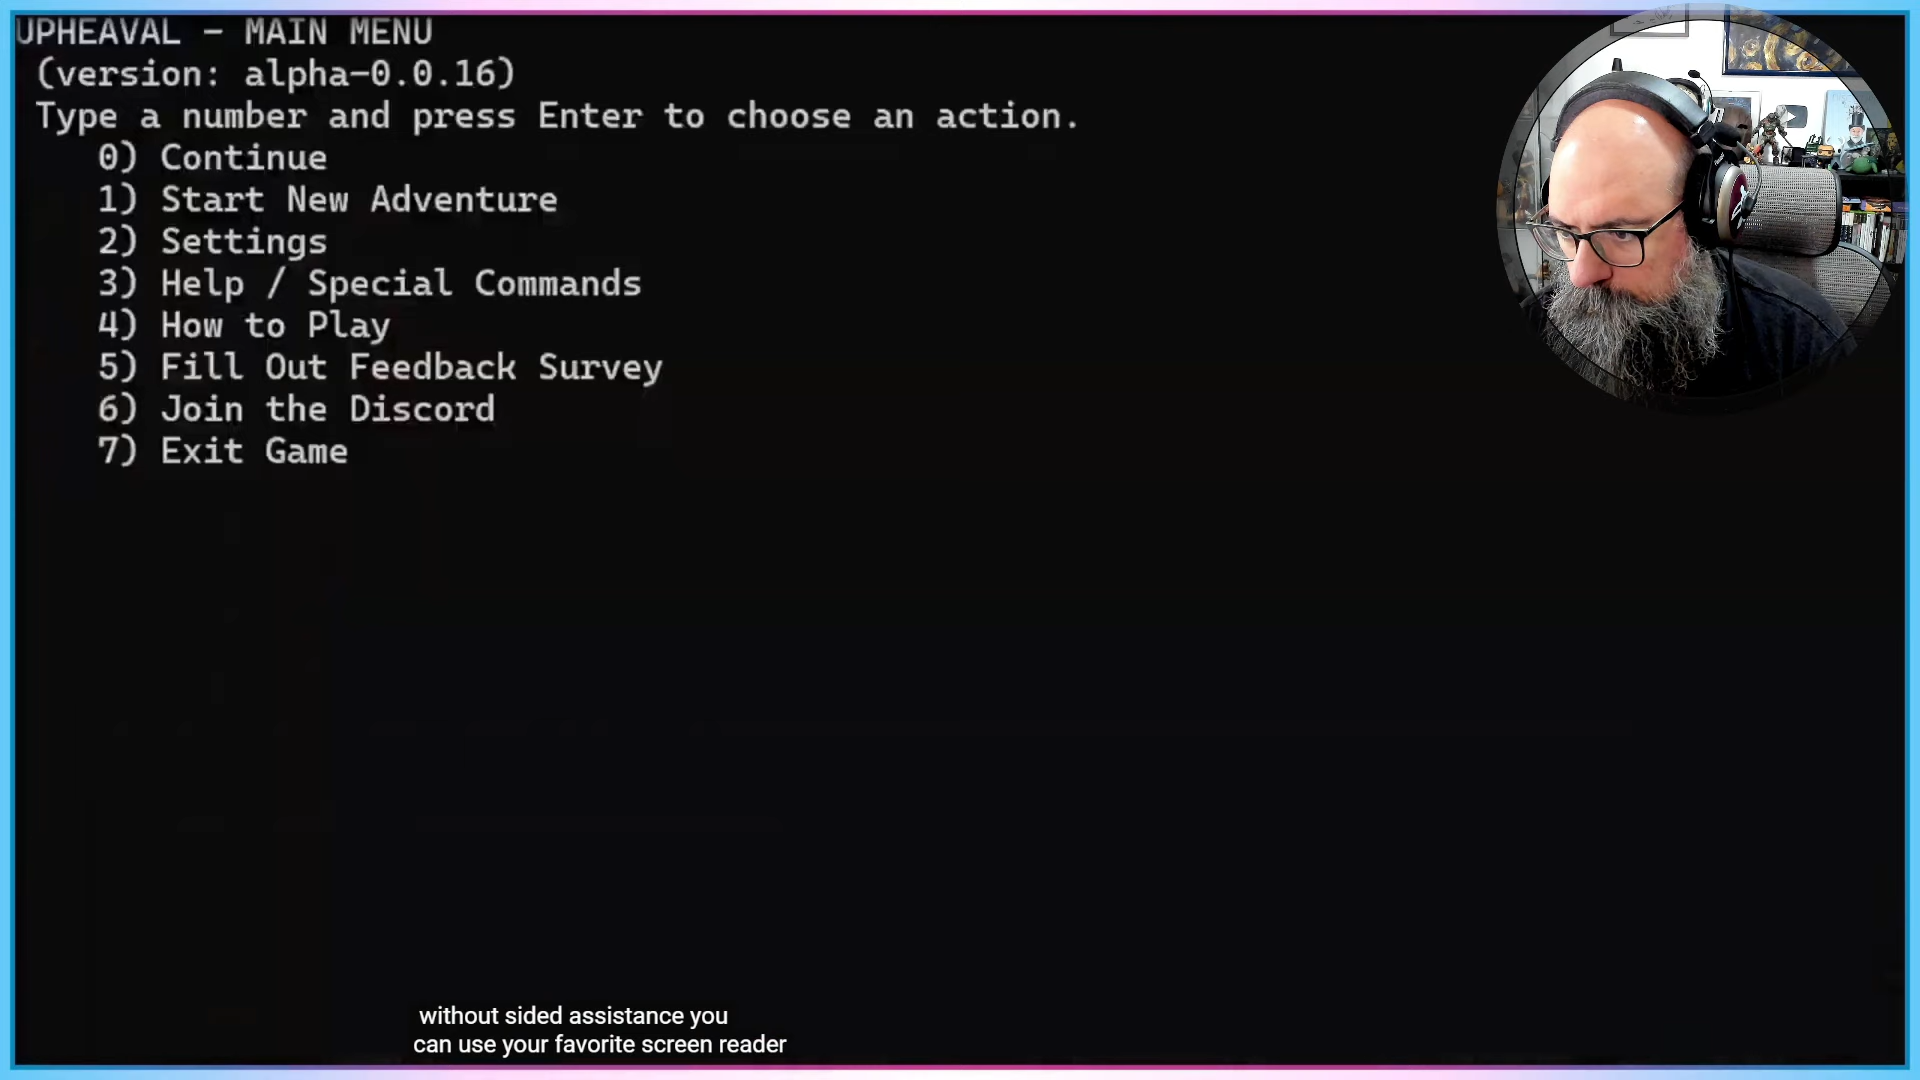 UPHEAVAL - MAIN MENU
(version: alpha-0.0.16)
Type a number and press Enter to choose an action.
0) Continue
1) Start New Adventure
2) Settings
3) Help / Special Commands
4) How to Play
5) Fill Out Feedback Survey
6) Join the Discord
7) Exit Game
without sided assistance you
can use your favorite screen reader